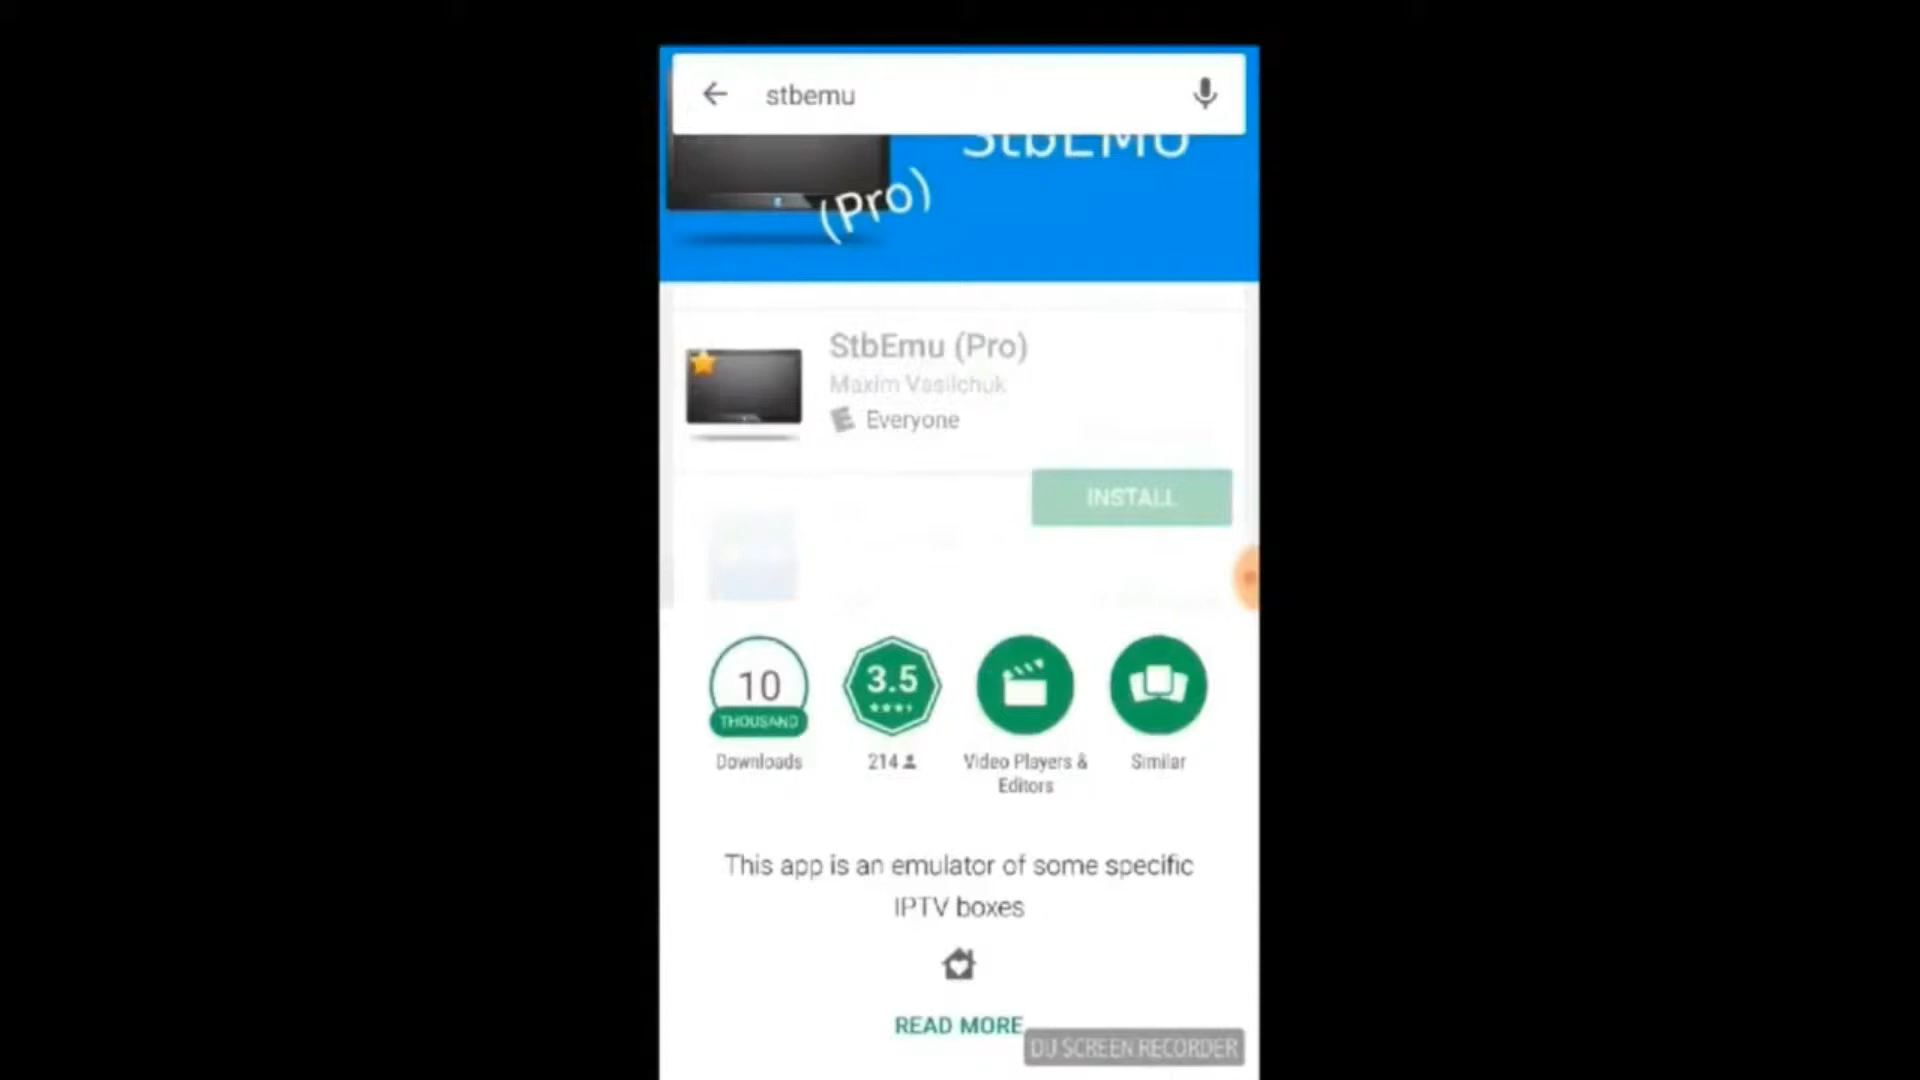 stbemu
StbEMU
(Pro)
StbEmu (Pro)
Maxim Vasilchuk
Everyone
INSTALL
10
THOUSAND
Downloads
3.5
214
Video Players &
Editors
Similar
This app is an emulator of some specific
IPTV boxes
READ MORE
DU SCREEN RECORDER